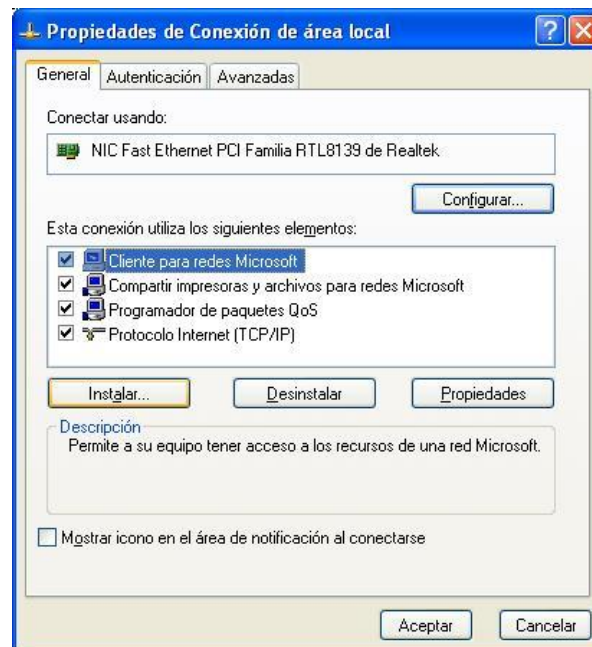 Propiedades de Conexión de área local
General Autenticación Avanzadas
Conectar usando:
NIC Fast Ethernet PCI Familia RTL8139 de Realtek
Configurar...
Esta conexión utiliza los siguientes elementos:
Cliente para redes Microsoft
Compartir impresoras y archivos para redes Microsoft
Programador de paquetes QoS
Protocolo Internet (TCP/IP)
Instalar... Desinstalar Propiedades
Descripción
Permite a su equipo tener acceso a los recursos de una red Microsoft.
Mostrar icono en el área de notificación al conectarse
Aceptar Cancelar